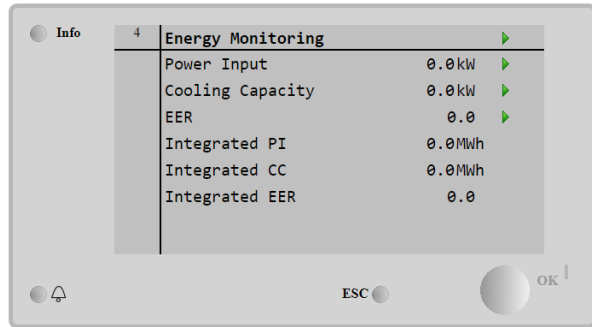 Info
4 Energy Monitoring
Power Input 0.0kW
Cooling Capacity 0.0kW
EER 0.0
Integrated PI 0.0MWh
Integrated CC 0.0MWh
Integrated EER 0.0
ESC
OK